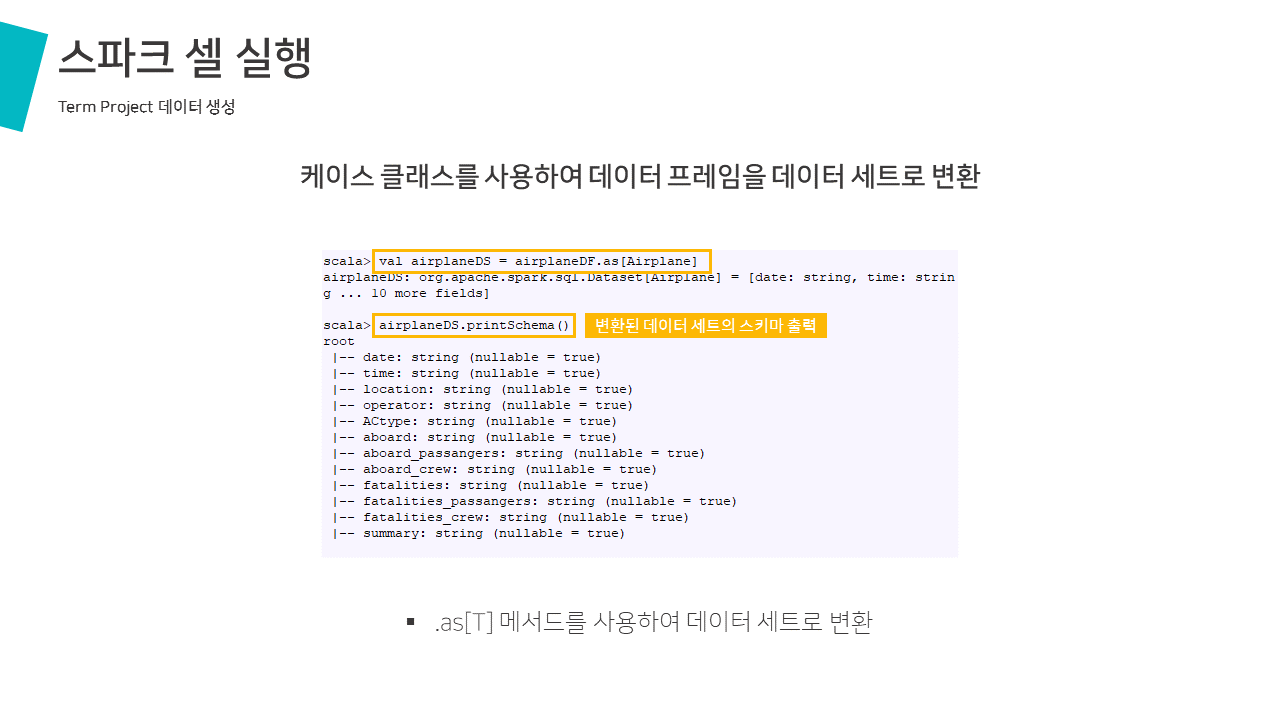 스파크 셸 실행
Term Project 데이터 생성
케이스 클래스를 사용하여 데이터 프레임을 데이터 세트로 변환
scala> val airplaneDS = airplaneDF.as[Airplane]
airplaneDS: org.apache.spark.sql.Dataset[Airplane] = [date: string, time: strin
g ... 10 more fields]
scala> airplaneDS.printSchema() 변환된 데이터 세트의 스키마 출력
root
|-- date: string (nullable = true)
|-- time: string (nullable = true)
|-- location: string (nullable = true)
|-- operator: string (nullable = true)
|-- ACtype: string (nullable = true)
|-- aboard: string (nullable = true)
|-- aboard_passangers: string (nullable = true)
|-- aboard_crew: string (nullable = true)
|-- fatalities: string (nullable = true)
|-- fatalities_passangers: string (nullable = true)
|-- fatalities_crew: string (nullable = true)
|-- summary: string (nullable = true)
▪ .as[T] 메서드를 사용하여 데이터 세트로 변환